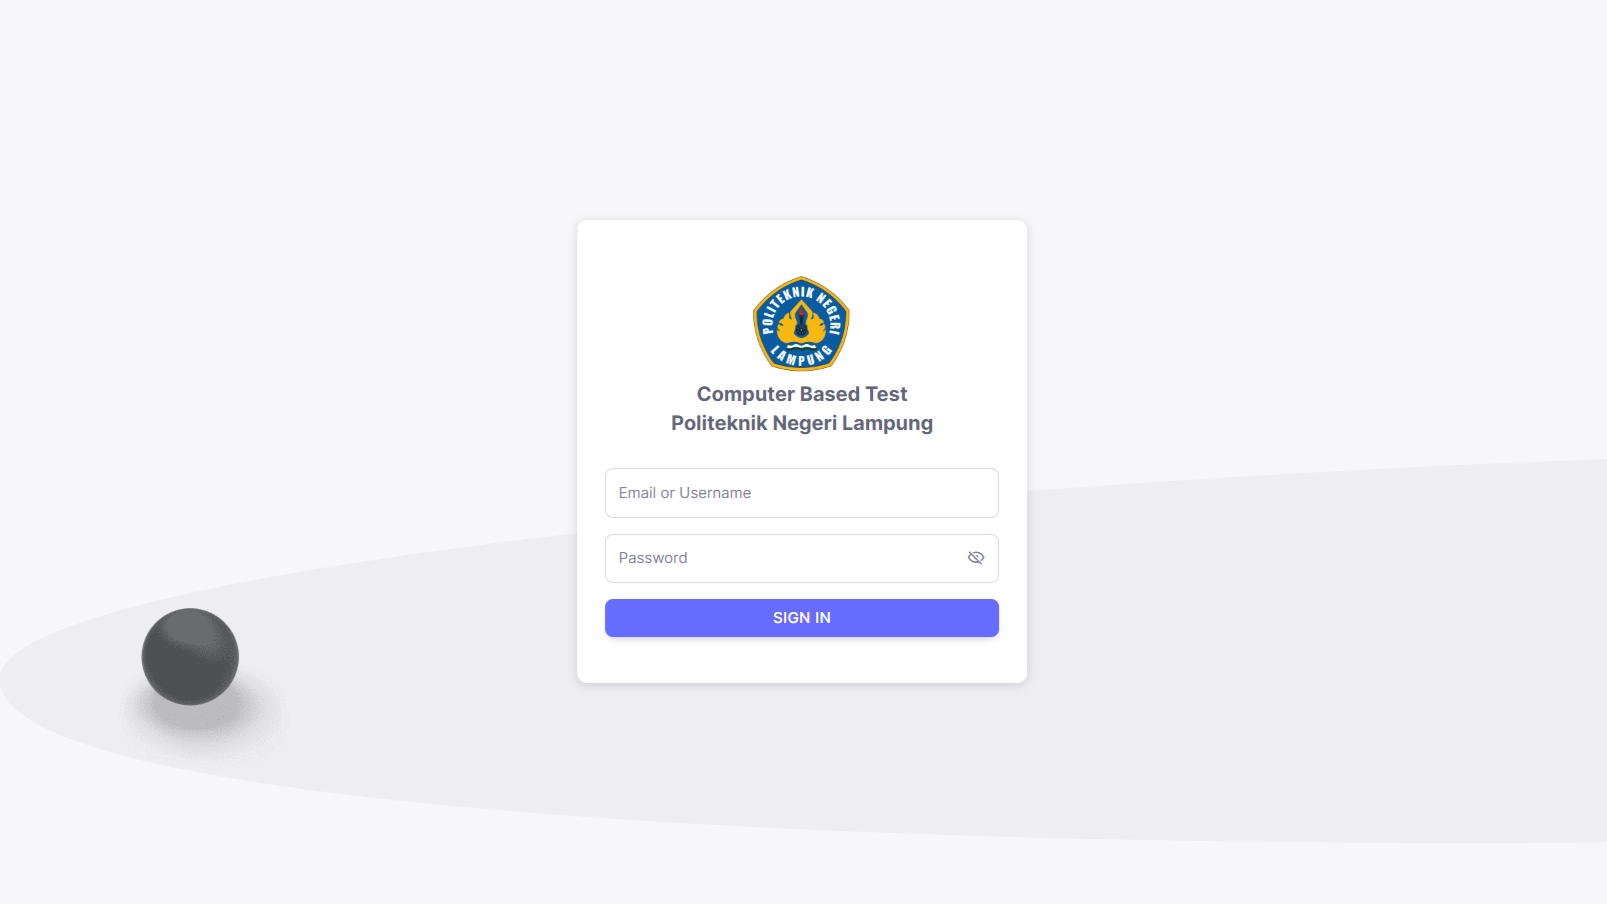 POLITEKNIK NEGERI
LAMPUNG
Computer Based Test
Politeknik Negeri Lampung
Email or Username
Password
SIGN IN